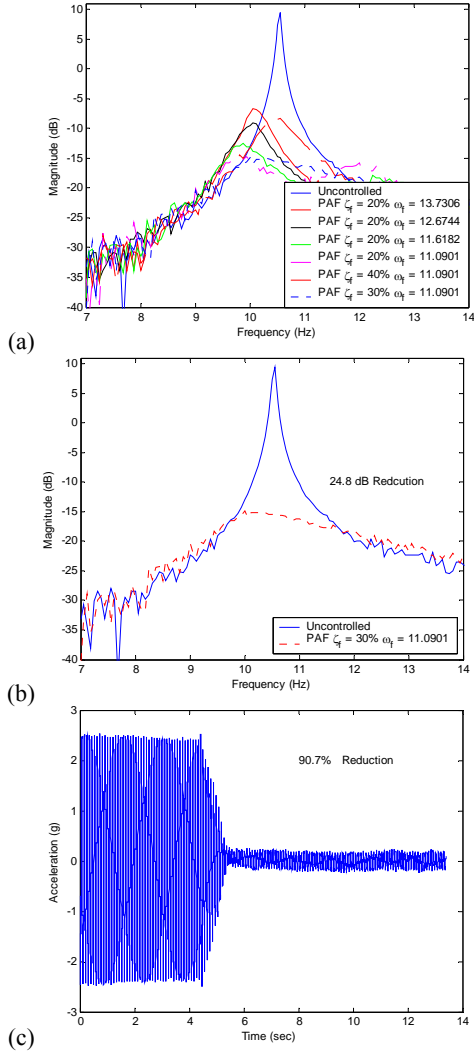 10
5
0
-5
-10
-15
-20
-25
-30
-35
-40
Magnitude (dB)
Uncontrolled
PAF ζf = 20% ωf = 13.7306
PAF ζf = 20% ωf = 12.6744
PAF ζf = 20% ωf = 11.6182
PAF ζf = 20% ωf = 11.0901
PAF ζf = 40% ωf = 11.0901
PAF ζf = 30% ωf = 11.0901
7 8 9 10 11 12 13 14
Frequency (Hz)
(a)
10
5
0
-5
-10
-15
-20
-25
-30
-35
-40
Magnitude (dB)
24.8 dB Redcution
Uncontrolled
PAF ζf = 30% ωf = 11.0901
7 8 9 10 11 12 13 14
Frequency (Hz)
(b)
3
2
1
0
-1
-2
-3
Acceleration (g)
90.7% Reduction
0 2 4 6 8 10 12 14
Time (sec)
(c)